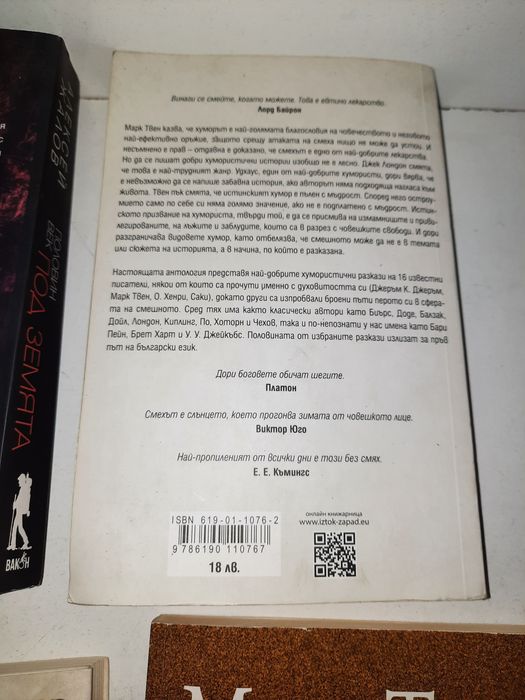 Винаги се смейте, когато можете. Това е евтино лекарство.
Лорд Байрон
Марк Твен казва, че хуморът е най-голямата благословия на човечеството и неговото
най-ефективно оръжие, защото срещу атаката на смеха нищо не може да устои. И
несъмнено е прав – отдавна е доказано, че смехът е едно от най-добрите лекарства.
Но да се пишат добри хумористични истории изобщо не е лесно. Джек Лондон смята,
че това е най-трудният жанр. Удхаус, един от най-добрите хумористи, дори вярва, че
е невъзможно да се напише забавна история, ако авторът няма подходяща нагласа към
живота. Твен пък смята, че истинският хумор е пълен с мъдрост. Според него остроу-
мието само по себе си няма голямо значение, ако не е подплатено с мъдрост. Истин-
ското призвание на хумориста, твърди той, е да се присмива на измамниците и приви-
легированите, на лъжите и заблудите, които са в разрез с човешките свободи. И дори
разграничава видовете хумор, като отбелязва, че смешното може да не е в темата
или сюжета на историята, а в начина, по който е разказана.
Настоящата антология представя най-добрите хумористични разкази на 16 известни
писатели, някои от които са прочути именно с духовитостта си (Джеръм К. Джеръм,
Марк Твен, О. Хенри, Саки), докато други са изпробвали броени пъти перото си в сфера-
та на смешното. Сред тях има както класически автори като Биърс, Доде, Балзак,
Дойл, Лондон, Киплинг, По, Хоторн и Чехов, така и по-непознати у нас имена като Бари
Пейн, Брет Харт и У. У. Джейкъбс. Половината от избраните разкази излизат за пръв
път на български език.
Дори боговете обичат шегите.
Платон
Смехът е слънцето, което прогонва зимата от човешкото лице.
Виктор Юго
Най-пропиленият от всички дни е този без смях.
Е. Е. Къмингс
ISBN 619-01-1076-2
9 786190 110767
18 лв.
онлайн книжарница
www.iztok-zapad.eu
ПОД ЗЕМЯТА
ВАКОН